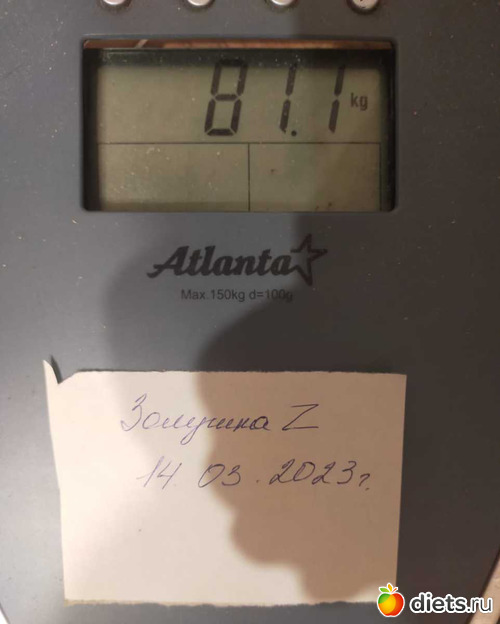 81.1 kg
Atlanta
Max.150kg d=100g
Золушка Z
14.03.2023г.
diets.ru